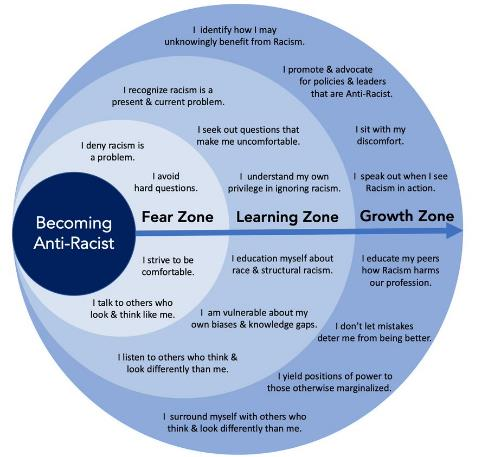 I identify how I may
unknowingly benefit from Racism.
I promote & advocate
for policies & leaders
that are Anti-Racist.
I recognize racism is a
present & current problem.
I seek out questions that
make me uncomfortable.
I sit with my
discomfort.
I deny racism is
a problem.
I avoid
hard questions.
I understand my own
privilege in ignoring racism.
I speak out when I see
Racism in action.
Becoming
Anti-Racist
Fear Zone
Learning Zone
Growth Zone
I strive to be
comfortable.
I education myself about
race & structural racism.
I educate my peers
how Racism harms
our profession.
I talk to others who
look & think like me.
I am vulnerable about my
own biases & knowledge gaps.
I don't let mistakes
deter me from being better.
I listen to others who think &
look differently than me.
I yield positions of power to
those otherwise marginalized.
I surround myself with others who
think & look differently than me.